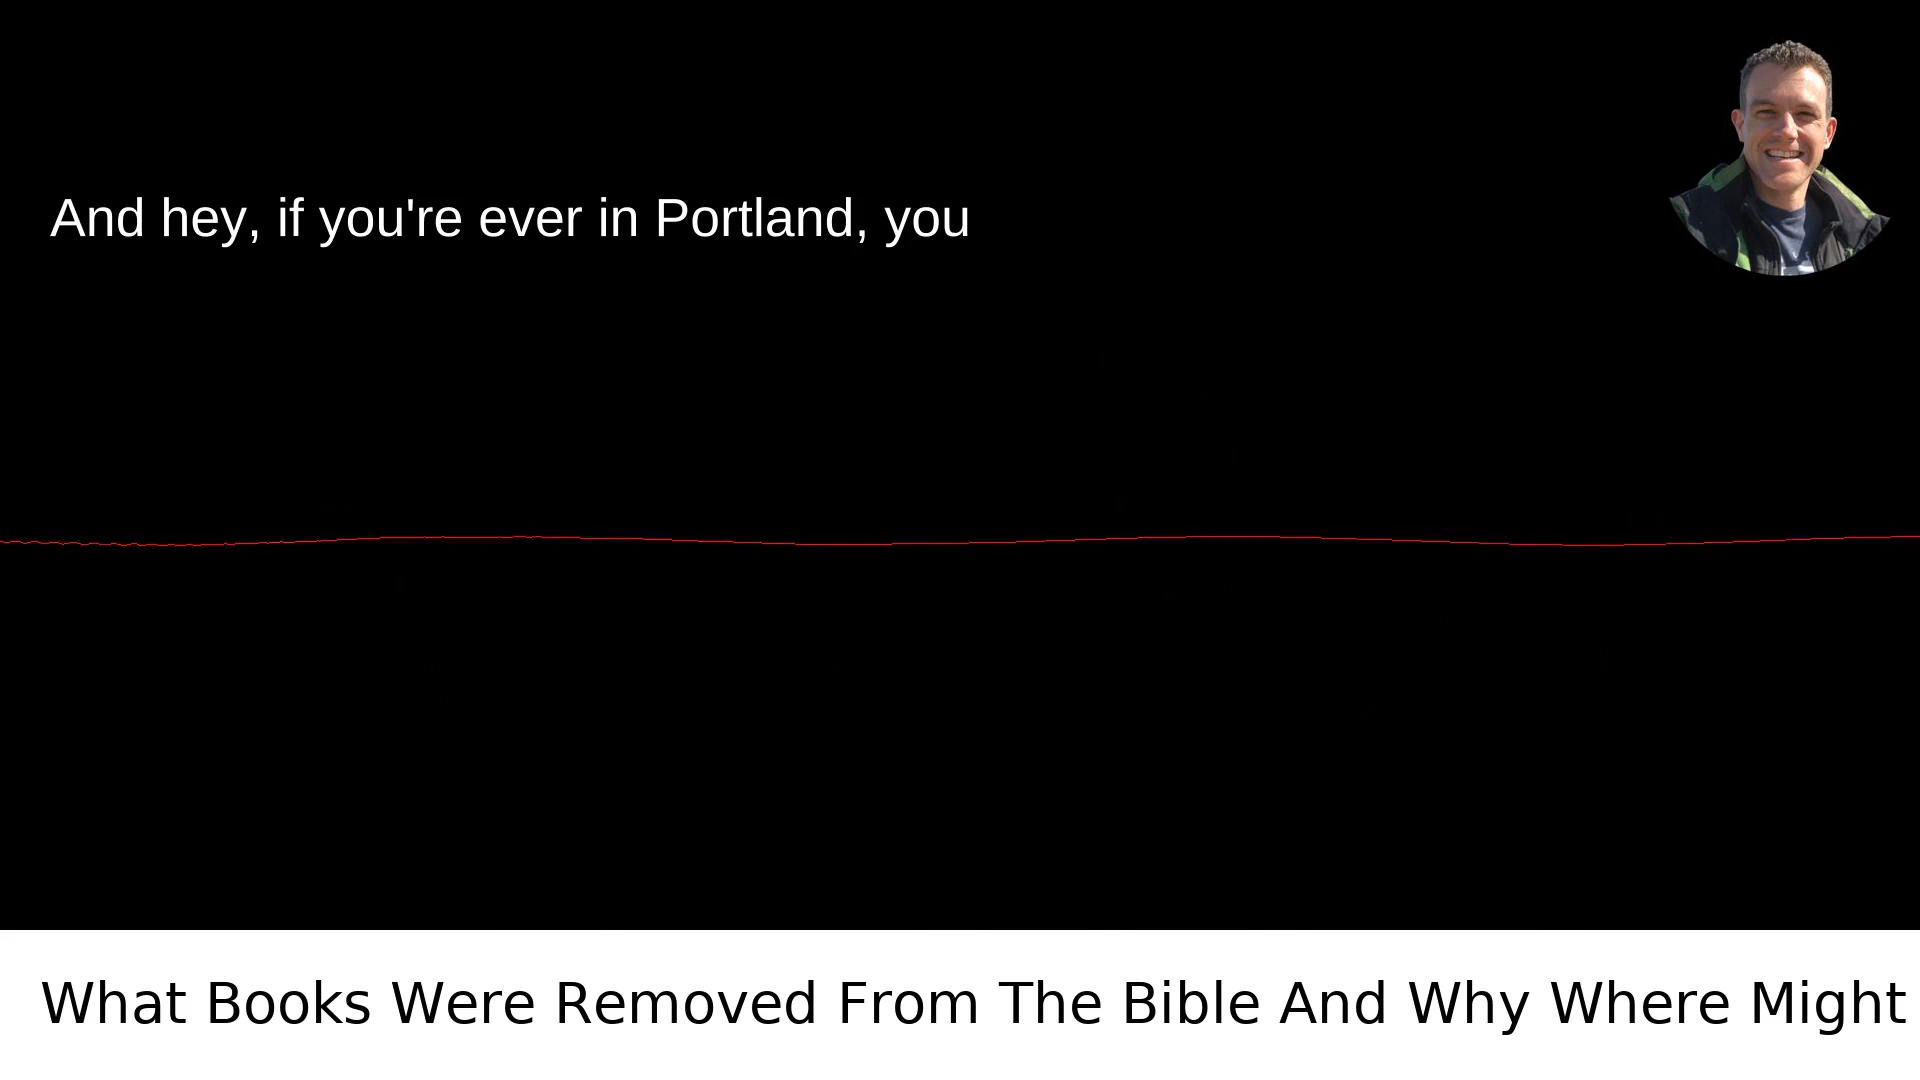 And hey, if you're ever in Portland, you
What Books Were Removed From The Bible And Why Where Might